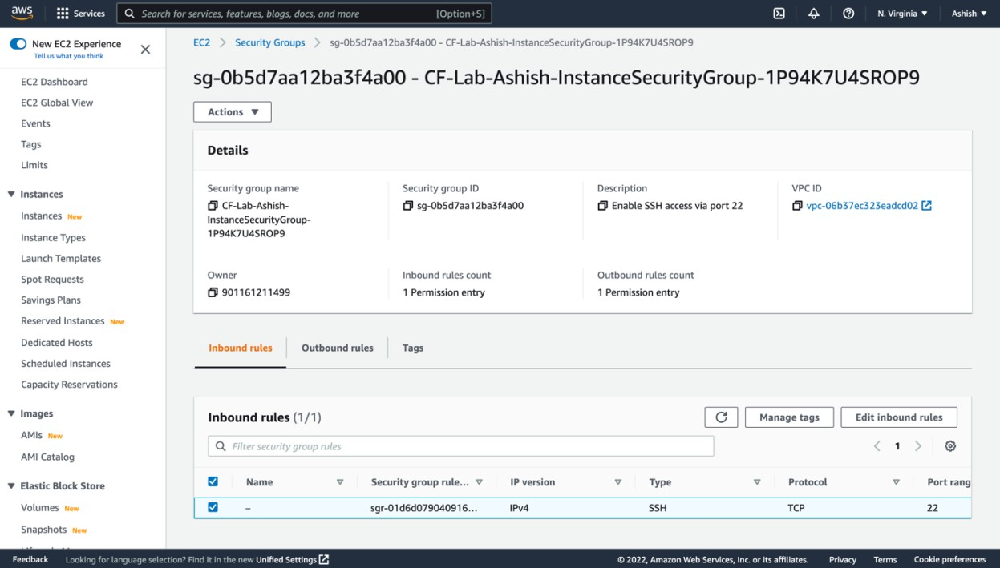 aws
Services
Search for services, features, blogs, docs, and more
[Option+S]
N. Virginia
Ashish
New EC2 Experience
Tell us what you think
EC2 Dashboard
EC2 Global View
Events
Tags
Limits
Instances
Instances New
Instance Types
Launch Templates
Spot Requests
Savings Plans
Reserved Instances New
Dedicated Hosts
Scheduled Instances
Capacity Reservations
Images
AMIs New
AMI Catalog
Elastic Block Store
Volumes New
Snapshots New
EC2 > Security Groups > sg-0b5d7aa12ba3f4a00 - CF-Lab-Ashish-InstanceSecurityGroup-1P94K7U4SROP9
sg-0b5d7aa12ba3f4a00 - CF-Lab-Ashish-InstanceSecurityGroup-1P94K7U4SROP9
Actions
Details
Security group name
CF-Lab-Ashish-
InstanceSecurityGroup-
1P94K7U4SROP9
Security group ID
sg-0b5d7aa12ba3f4a00
Description
Enable SSH access via port 22
VPC ID
vpc-06b37ec323eadcd02
Owner
901161211499
Inbound rules count
1 Permission entry
Outbound rules count
1 Permission entry
Inbound rules
Outbound rules
Tags
Inbound rules (1/1)
Manage tags
Edit inbound rules
Filter security group rules
1
Name
Security group rule...
IP version
Type
Protocol
Port rang
–
sgr-01d6d079040916...
IPv4
SSH
TCP
22
Feedback
Looking for language selection? Find it in the new Unified Settings
© 2022, Amazon Web Services, Inc. or its affiliates.
Privacy
Terms
Cookie preferences